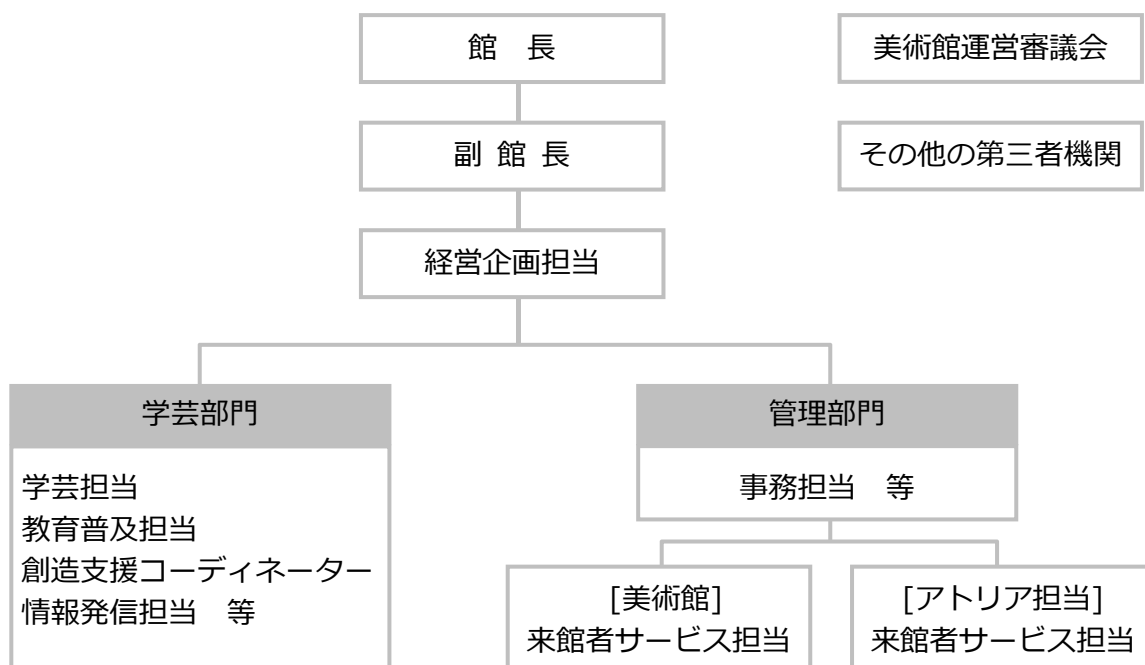 館　長
美術館運営審議会
副 館 長
その他の第三者機関
経営企画担当
学芸部門
学芸担当
教育普及担当
創造支援コーディネーター
情報発信担当　等
管理部門
事務担当　等
[美術館]
来館者サービス担当
[アトリア担当]
来館者サービス担当